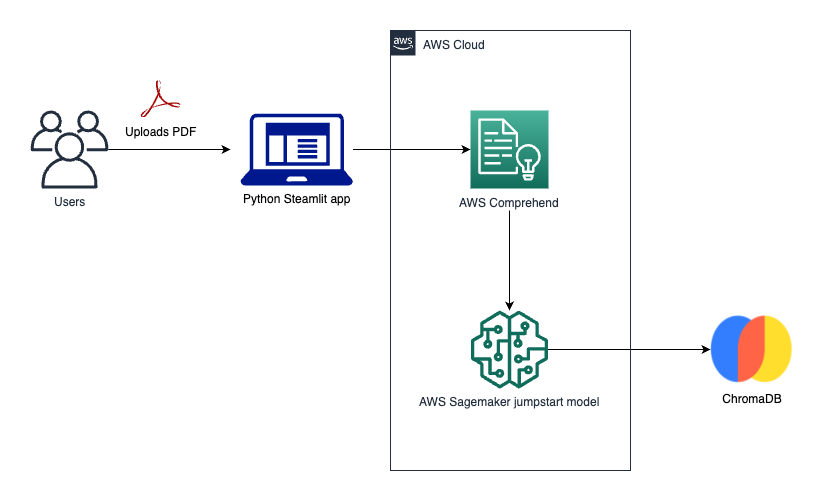 aws
AWS Cloud
Uploads PDF
Users
Python Steamlit app
AWS Comprehend
AWS Sagemaker jumpstart model
ChromaDB